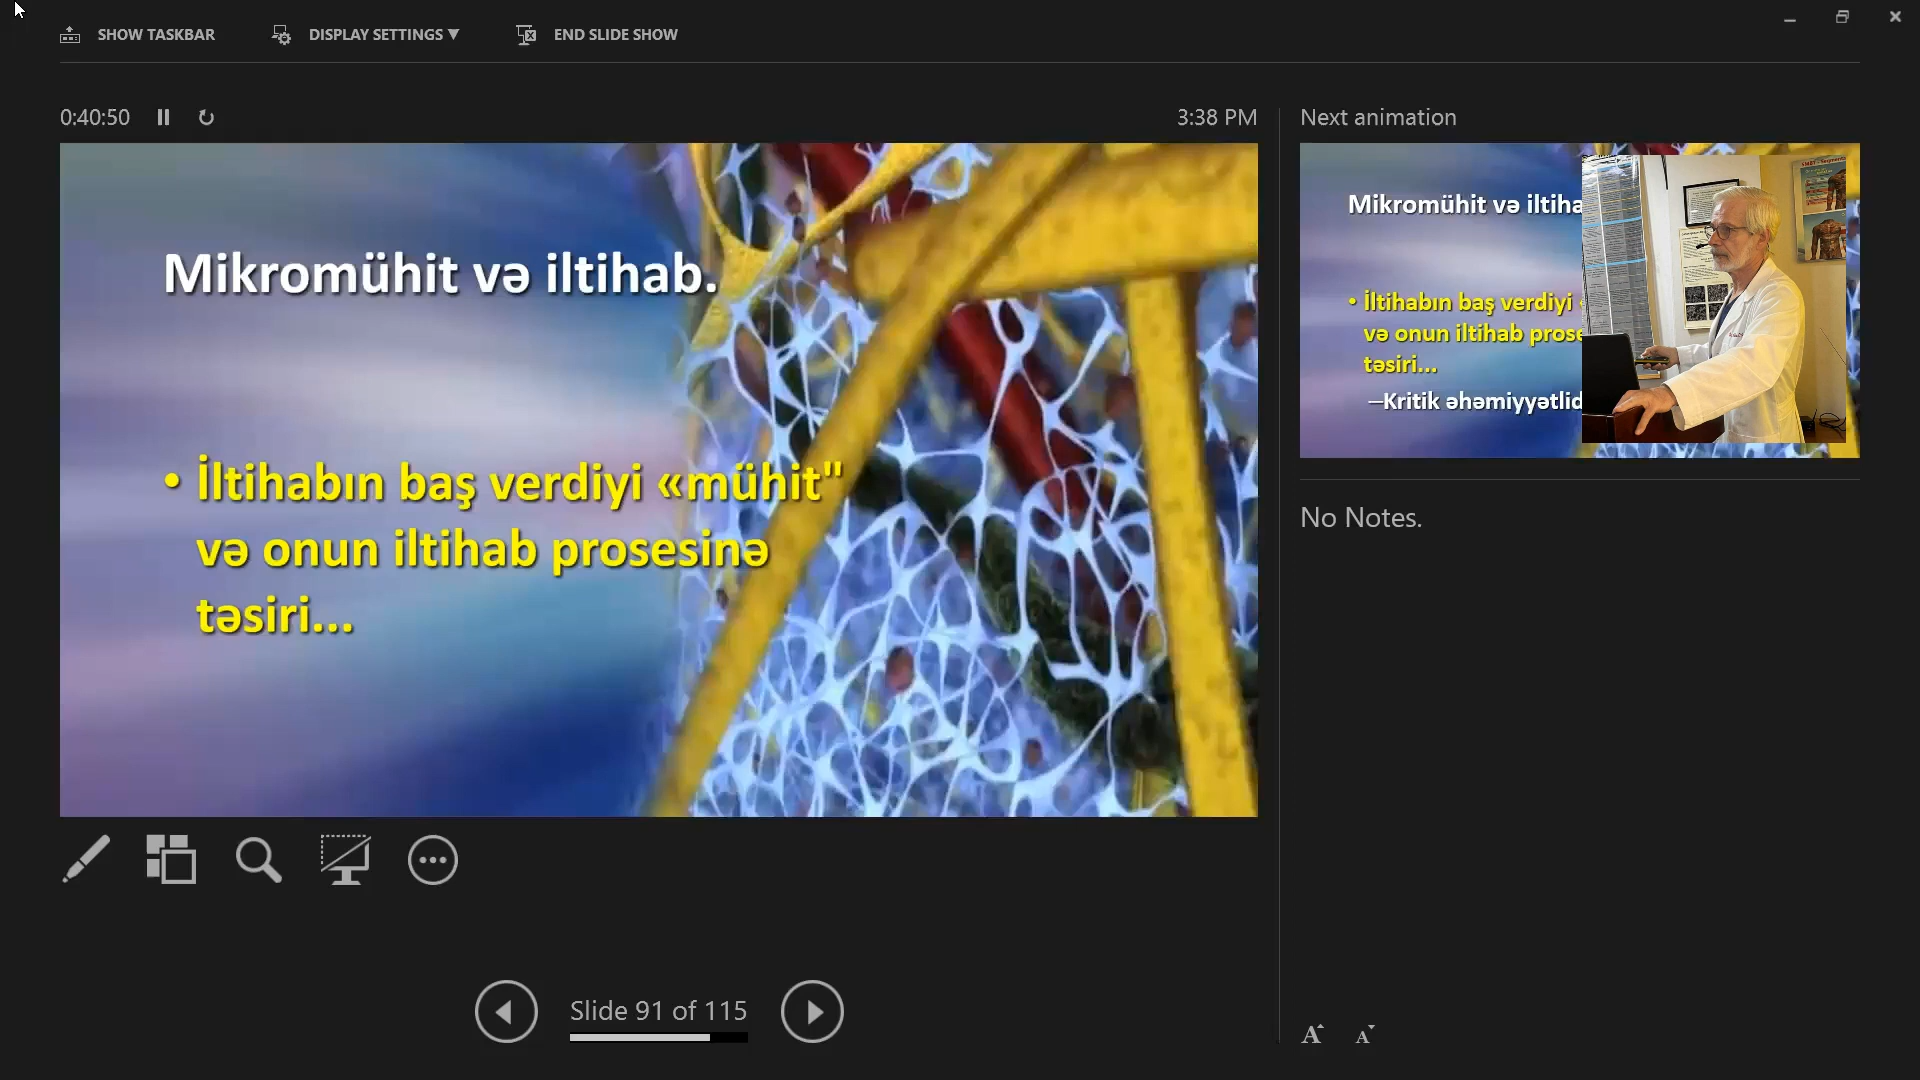 SHOW TASKBAR
DISPLAY SETTINGS ▼
END SLIDE SHOW
0:40:50
3:38 PM
Mikromühit və iltihab.
• İltihabın baş verdiyi «mühit"
və onun iltihab prosesinə
təsiri...
Slide 91 of 115
Next animation
Mikromühit və iltiha
• İltihabın baş verdiyi
və onun iltihab prose
təsiri...
–Kritik əhəmiyyətlid
No Notes.